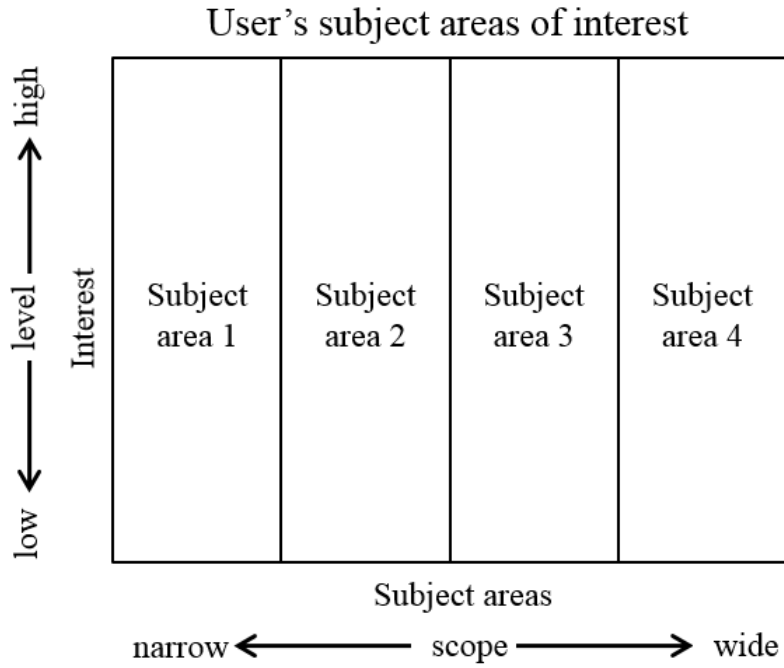 User’s subject areas of interest
high
level
low
Interest
Subject
area 1
Subject
area 2
Subject
area 3
Subject
area 4
Subject areas
narrow scope wide